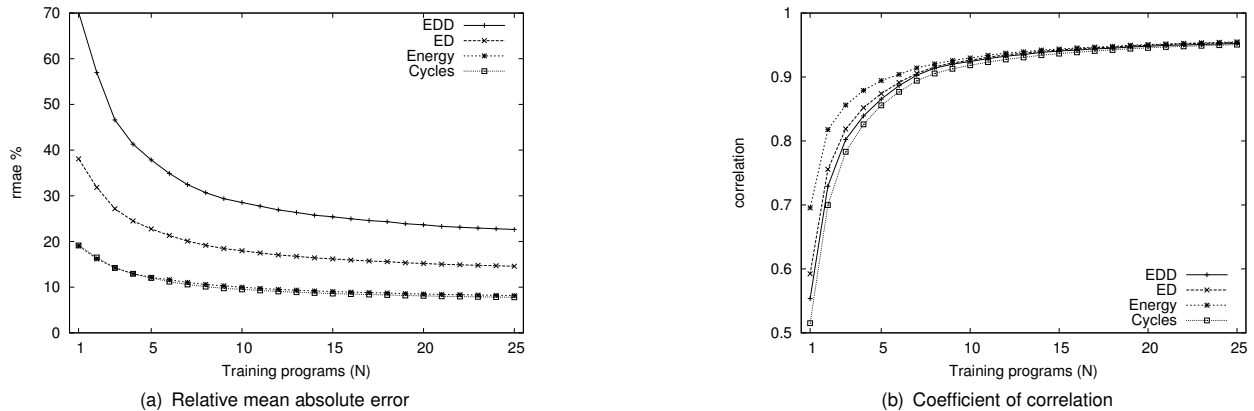 70
60
50
40
30
20
10
0
rmae %
EDD
ED
Energy
Cycles
1 5 10 15 20 25
Training programs (N)
(a) Relative mean absolute error
1
0.9
0.8
0.7
0.6
0.5
correlation
EDD
ED
Energy
Cycles
1 5 10 15 20 25
Training programs (N)
(b) Coefficient of correlation